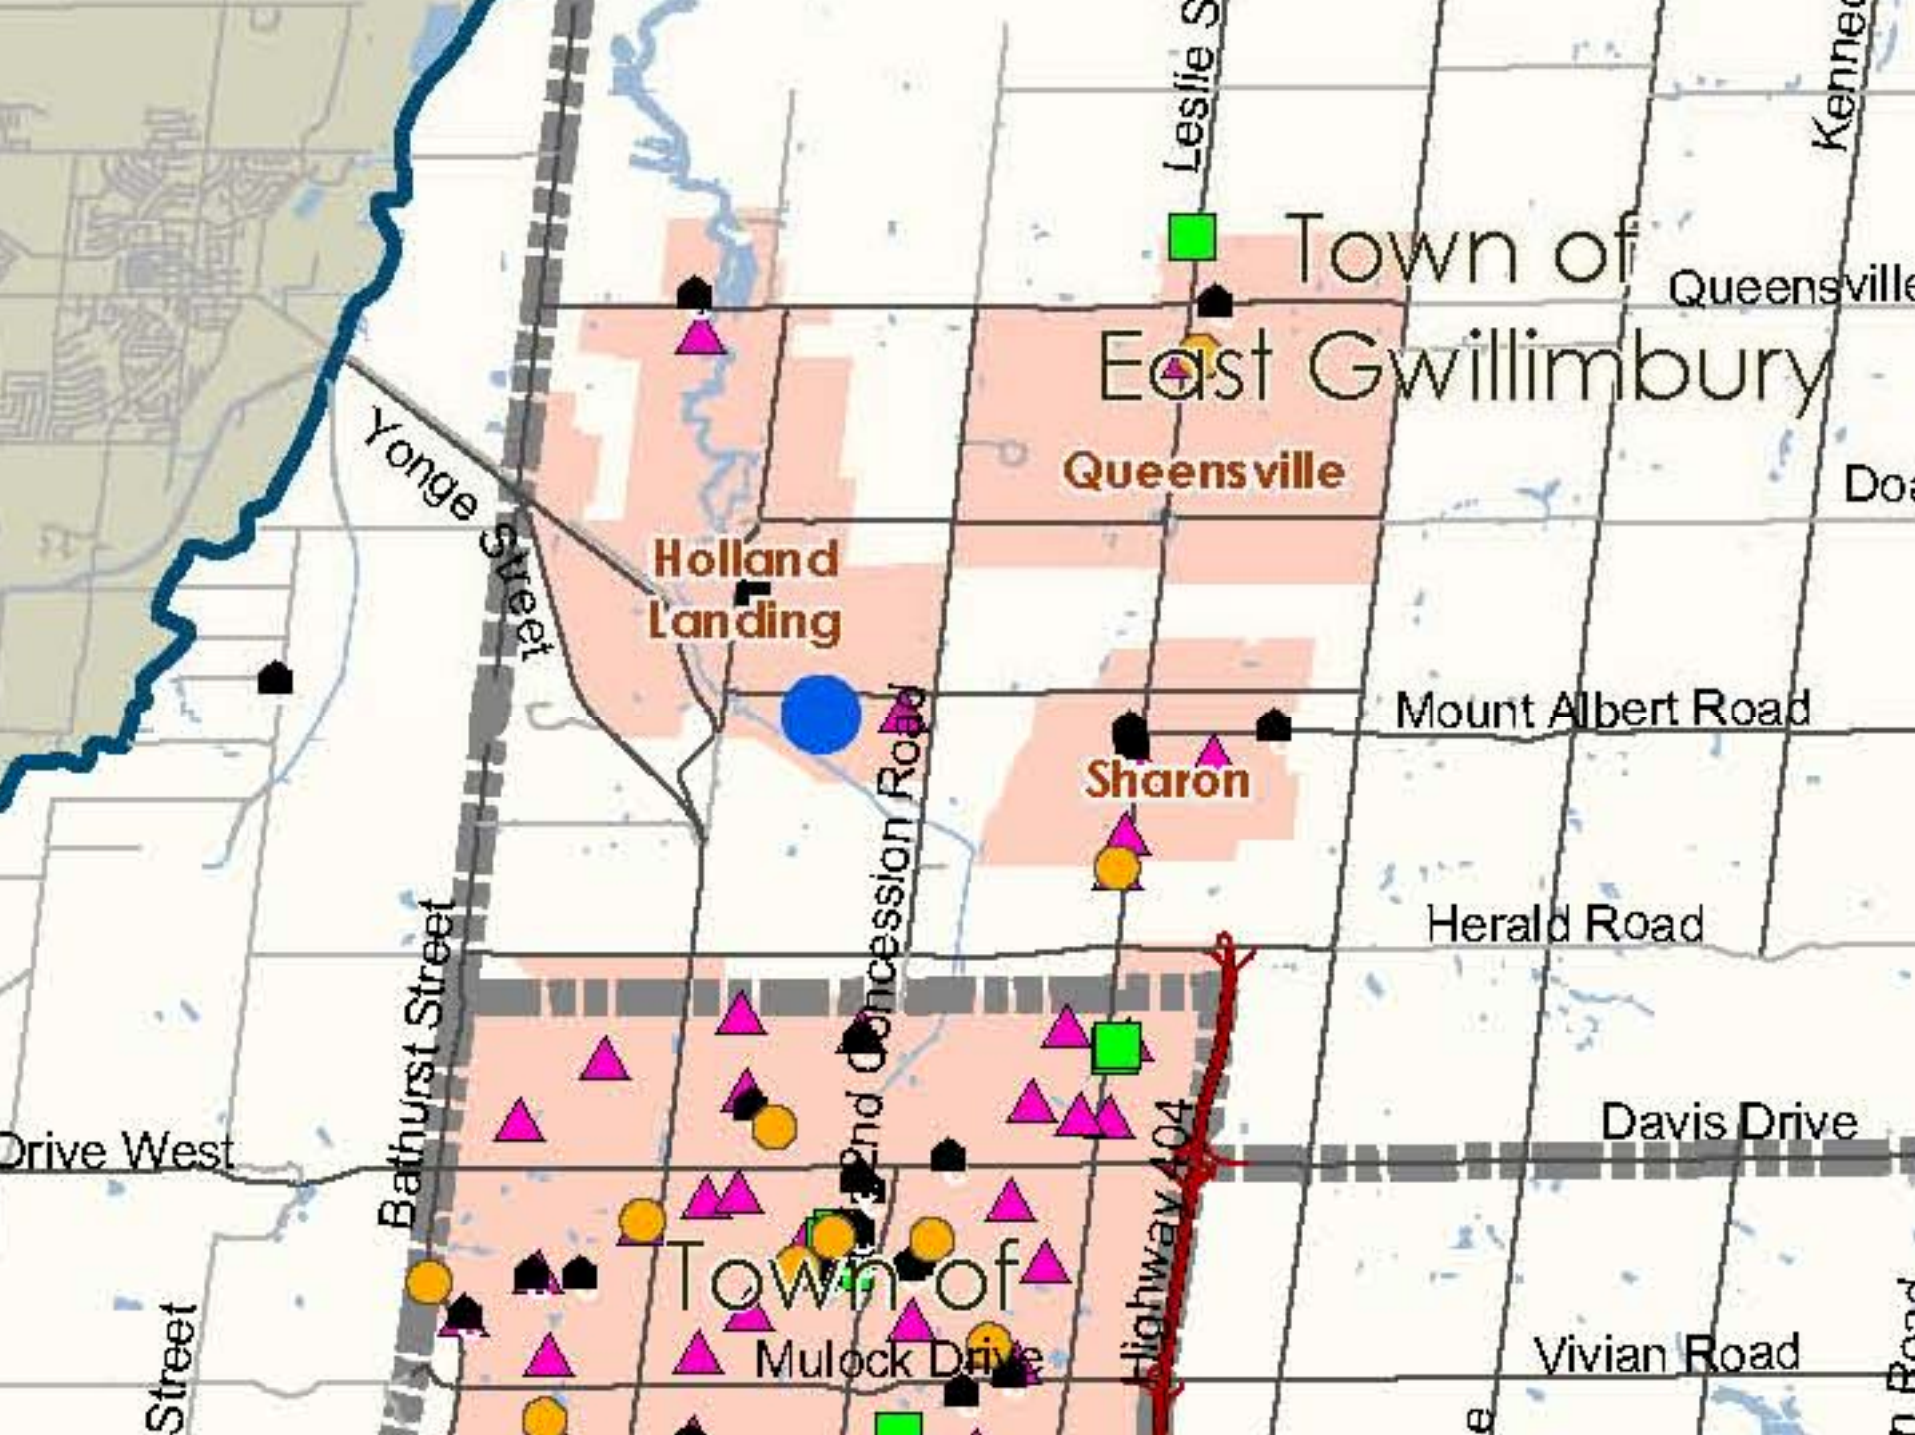 Leslie S
Kenned
Town of
East Gwillimbury
Queensville
Queensville
Yonge Street
Doa
Holland
Landing
Mount Albert Road
Sharon
Herald Road
2nd Concession Road
Bathurst Street
Davis Drive
Drive West
Highway 404
Town of
Mulock Drive
Vivian Road
Street
e
n Road